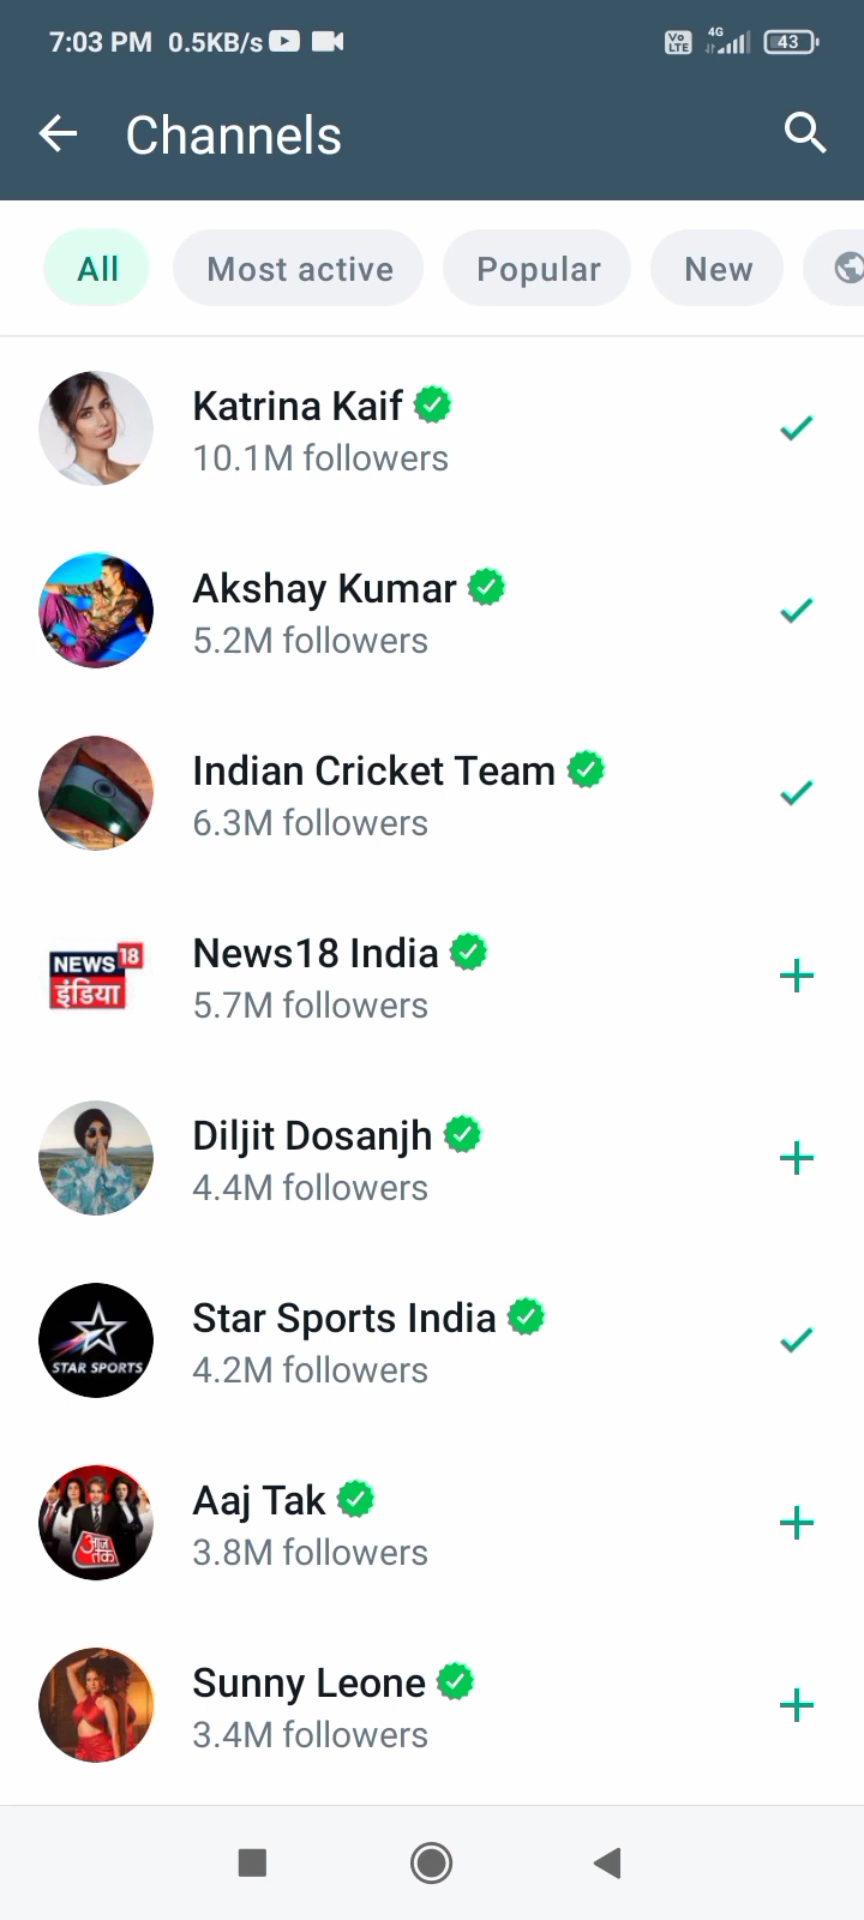 7:03 PM 0.5KB/s
Vo LTE 4G 43
Channels
All Most active Popular New
Katrina Kaif
10.1M followers
Akshay Kumar
5.2M followers
Indian Cricket Team
6.3M followers
NEWS 18
इंडिया
News18 India
5.7M followers
Diljit Dosanjh
4.4M followers
STAR SPORTS
Star Sports India
4.2M followers
आज
तक
Aaj Tak
3.8M followers
Sunny Leone
3.4M followers